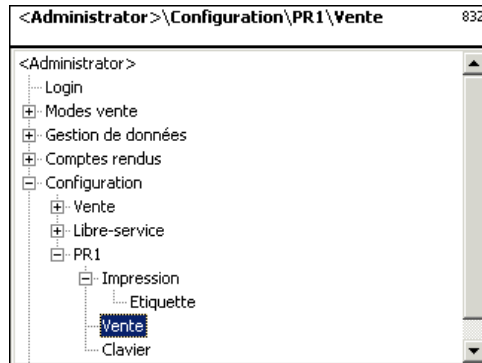 <Administrator>\Configuration\PR1\Vente 832
<Administrator>
Login
Modes vente
Gestion de données
Comptes rendus
Configuration
Vente
Libre-service
PR1
Impression
Etiquette
Vente
Clavier